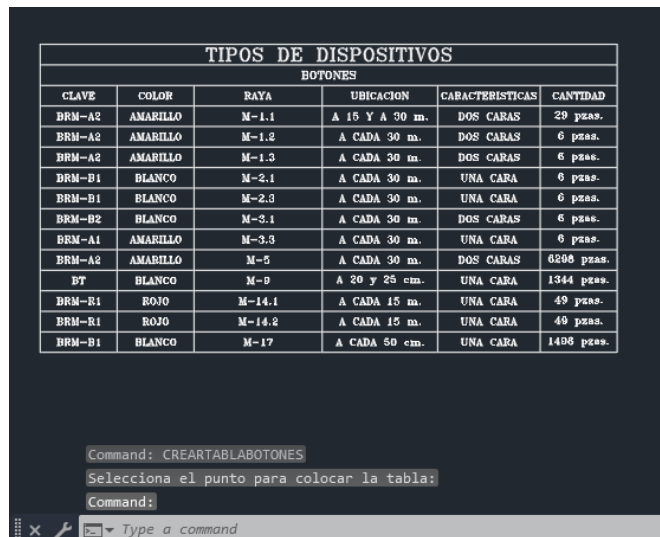 TIPOS DE DISPOSITIVOS
BOTONES
CLAVE COLOR RAYA UBICACION CARACTERISTICAS CANTIDAD
BRM-A2 AMARILLO M-1.1 A 15 Y A 30 m. DOS CARAS 29 pzas.
BRM-A2 AMARILLO M-1.2 A CADA 30 m. DOS CARAS 6 pzas.
BRM-A2 AMARILLO M-1.3 A CADA 30 m. DOS CARAS 6 pzas.
BRM-B1 BLANCO M-2.1 A CADA 30 m. UNA CARA 6 pzas.
BRM-B1 BLANCO M-2.3 A CADA 30 m. UNA CARA 6 pzas.
BRM-B2 BLANCO M-3.1 A CADA 30 m. DOS CARAS 6 pzas.
BRM-A1 AMARILLO M-3.3 A CADA 30 m. UNA CARA 6 pzas.
BRM-A2 AMARILLO M-5 A CADA 30 m. DOS CARAS 6298 pzas.
BT BLANCO M-9 A 20 y 25 cm. UNA CARA 1344 pzas.
BRM-R1 ROJO M-14.1 A CADA 15 m. UNA CARA 49 pzas.
BRM-R1 ROJO M-14.2 A CADA 15 m. UNA CARA 49 pzas.
BRM-B1 BLANCO M-17 A CADA 50 cm. UNA CARA pzas.
Command: CREARTABLABOTONES
Selecciona el punto para colocar la tabla:
Command:
Type a command